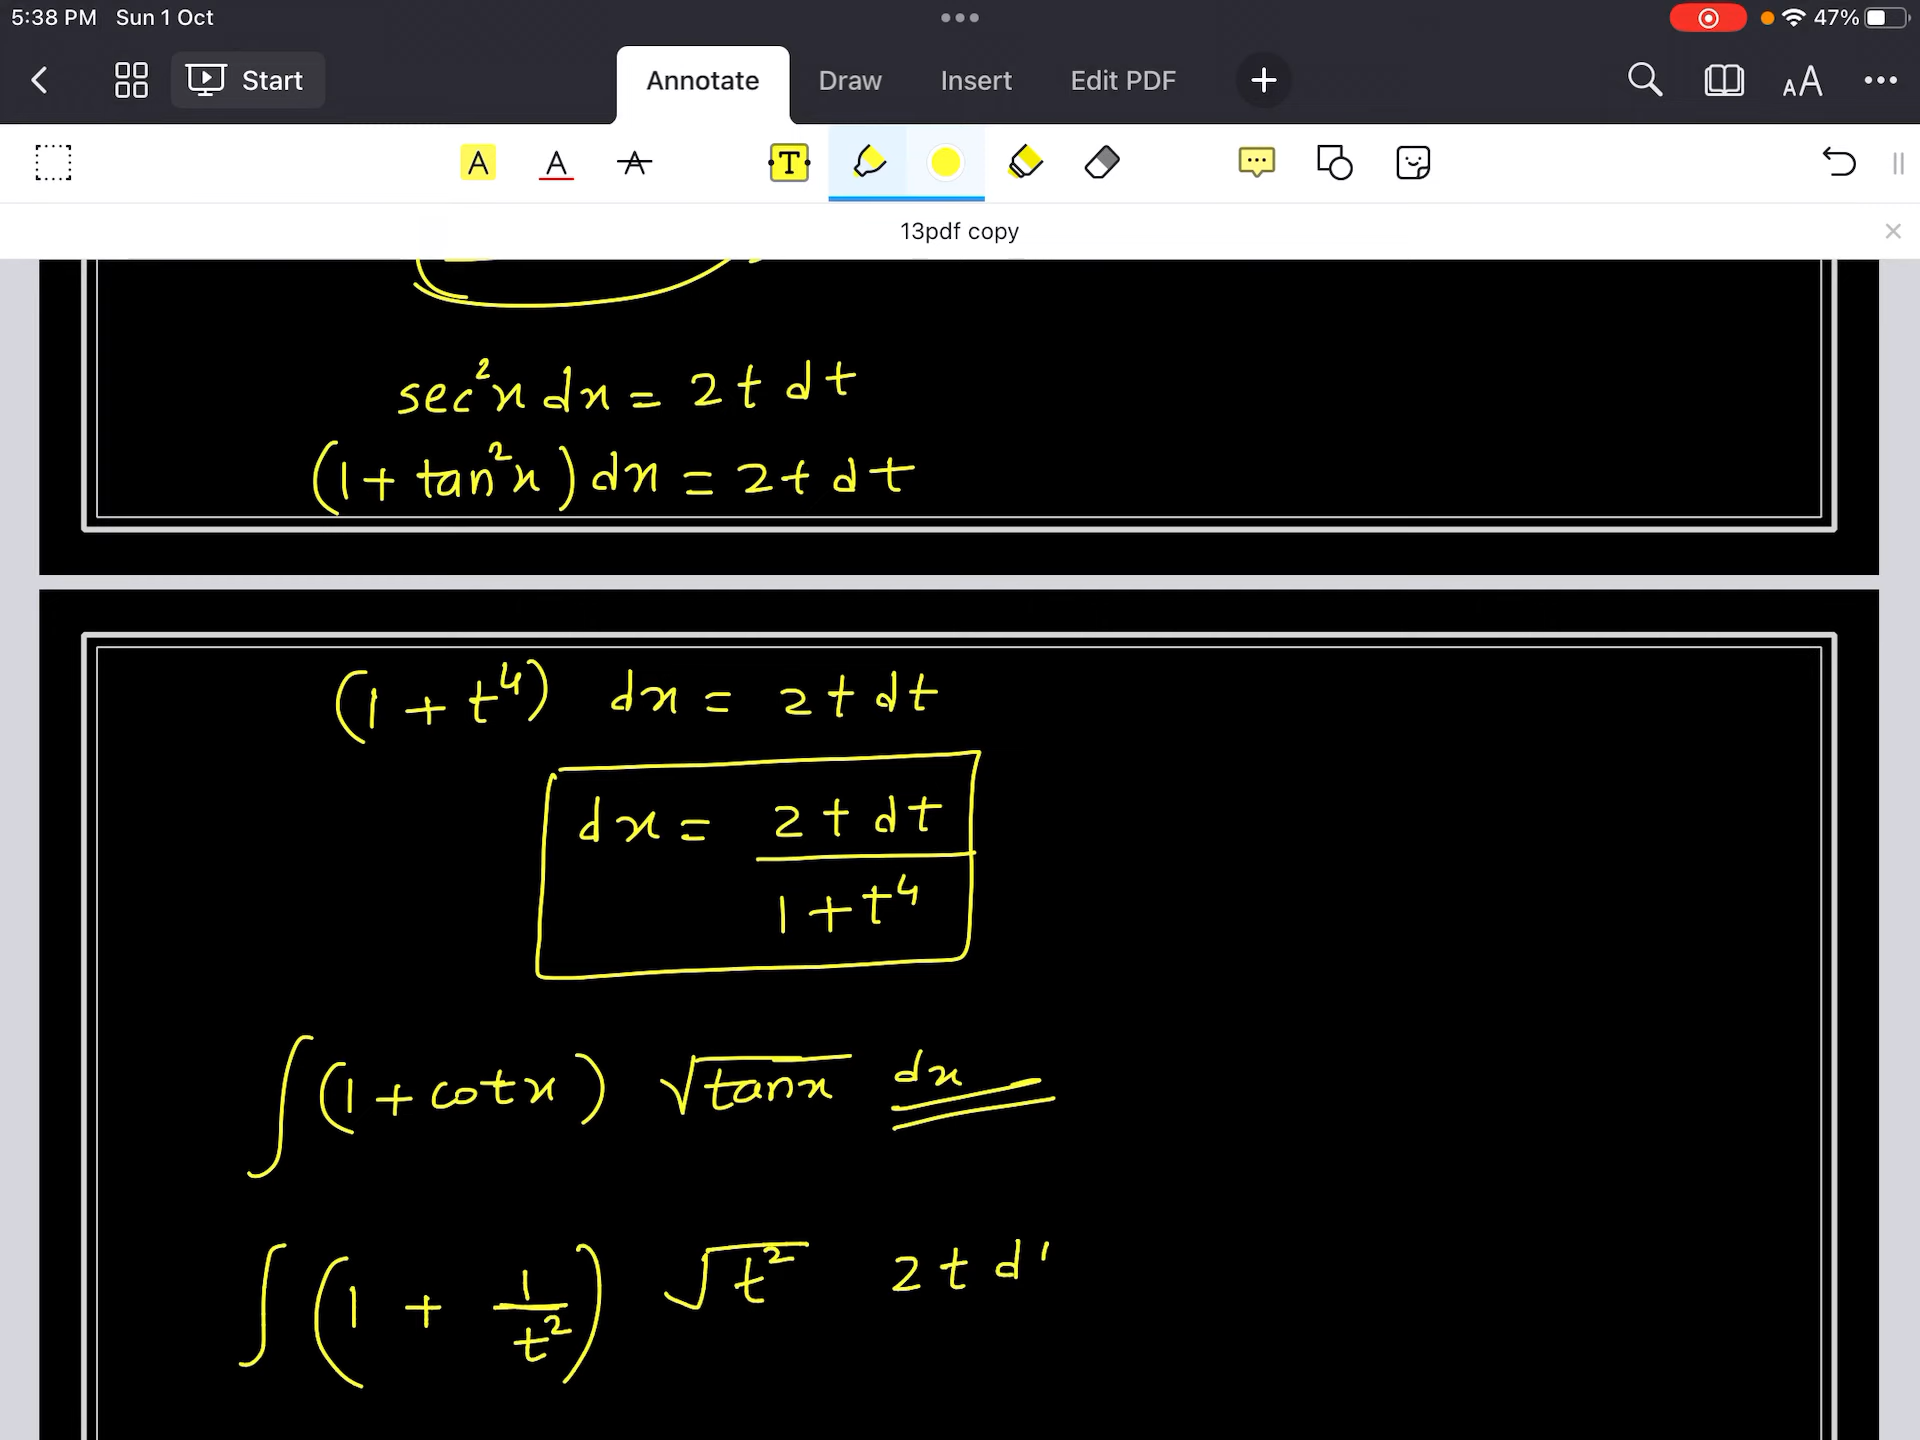 5:38 PM Sun 1 Oct
47%
Start
Annotate Draw Insert Edit PDF
13pdf copy
sec²x dx = 2t dt
(1 + tan²x) dx = 2t dt
(1 + t⁴) dx = 2t dt
dx = 2t dt
1 + t⁴
∫(1 + cotx) √tanx dx
∫(1 + 1/t²) √t² 2t d